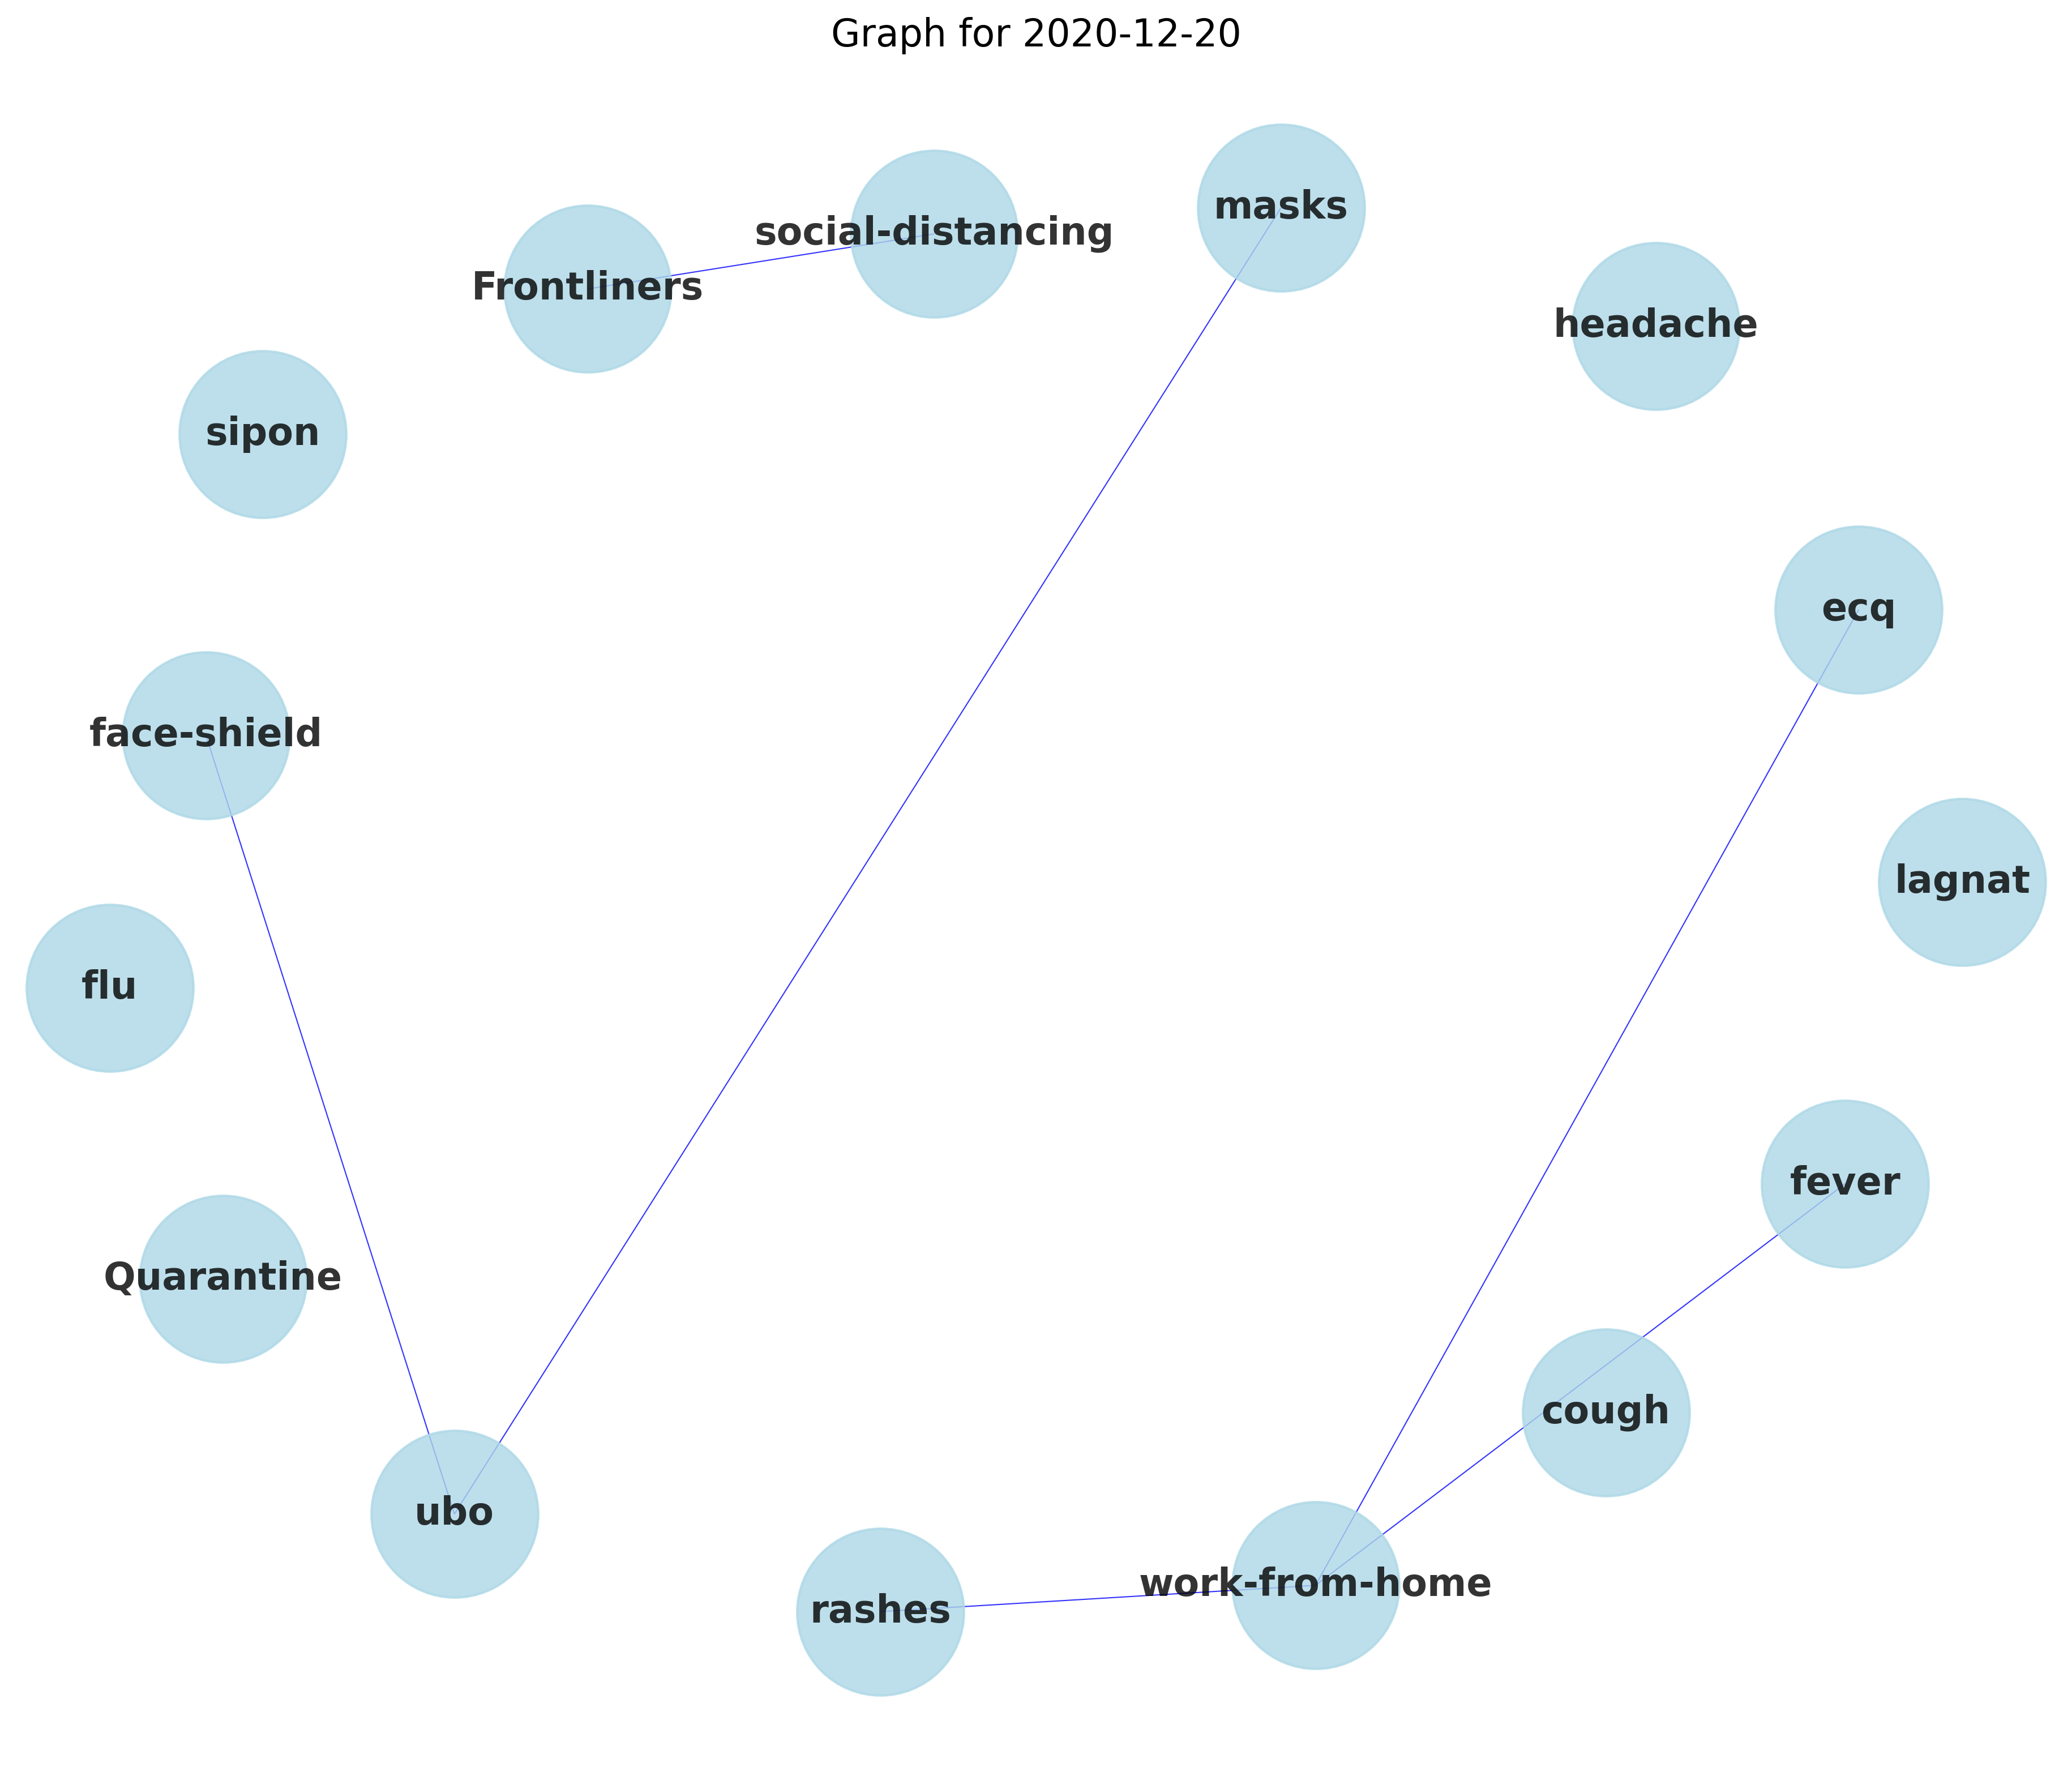 Graph for 2020-12-20
masks
social-distancing
Frontliners
headache
sipon
ecq
face-shield
lagnat
flu
fever
Quarantine
cough
ubo
work-from-home
rashes